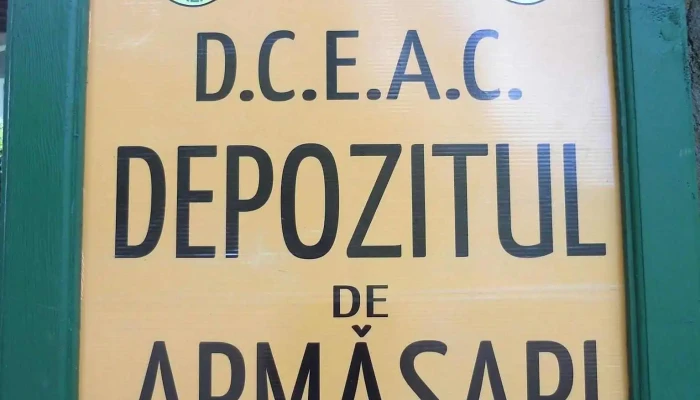 D.C.E.A.C.
DEPOZITUL
DE
ARMĂSARI